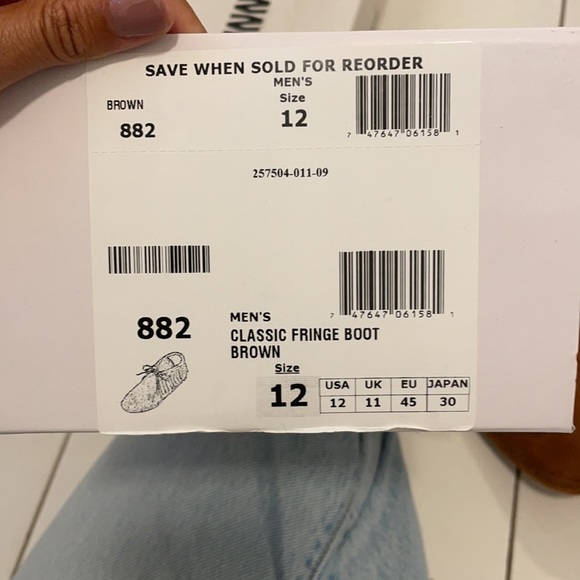 SAVE WHEN SOLD FOR REORDER
MEN'S
BROWN
Size
882
12
7 47647 06158 1
257504-011-09
7 47647 06158 1
882
MEN'S
CLASSIC FRINGE BOOT
BROWN
Size
12
USA UK EU JAPAN
12 11 45 30